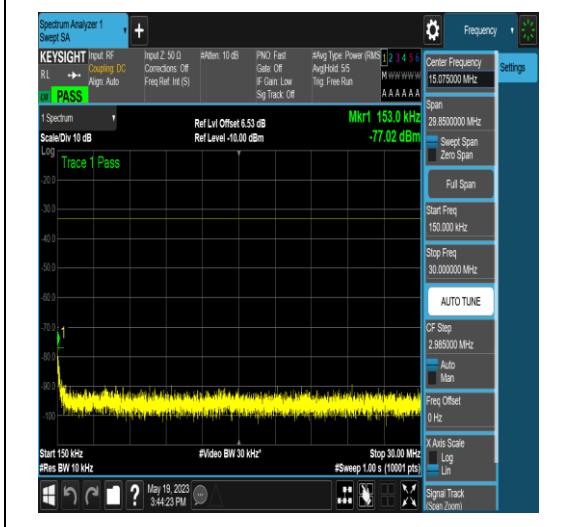 Spectrum Analyzer 1
Swept SA
+
Frequency
KEYSIGHT
Input: RF
Input Z: 50 Ω
#Atten: 10 dB
PNO: Fast
#Avg Type: Power (RMS
1 2 3 4 5 6
RL
Coupling: DC
Corrections: Off
Gate: Off
Avg|Hold: 5/5
M W W W W W
Align: Auto
Freq Ref: Int (S)
IF Gain: Low
Trig: Free Run
Sig Track: Off
A A A A A A
PASS
1 Spectrum
Ref Lvl Offset 6.53 dB
Mkr1 153.0 kHz
Scale/Div 10 dB
Ref Level -10.00 dBm
-77.02 dBm
Log
Trace 1 Pass
-20.0
-30.0
-40.0
-50.0
-60.0
-70.0
1
-80.0
-90.0
-100
Start 150 kHz
#Video BW 30 kHz*
Stop 30.00 MHz
#Res BW 10 kHz
#Sweep 1.00 s (10001 pts)
?
May 19, 2023
3:44:23 PM
Center Frequency
15.075000 MHz
Settings
Span
29.8500000 MHz
Swept Span
Zero Span
Full Span
Start Freq
150.000 kHz
Stop Freq
30.000000 MHz
AUTO TUNE
CF Step
2.985000 MHz
Auto
Man
Freq Offset
0 Hz
X Axis Scale
Log
Lin
Signal Track
(Span Zoom)